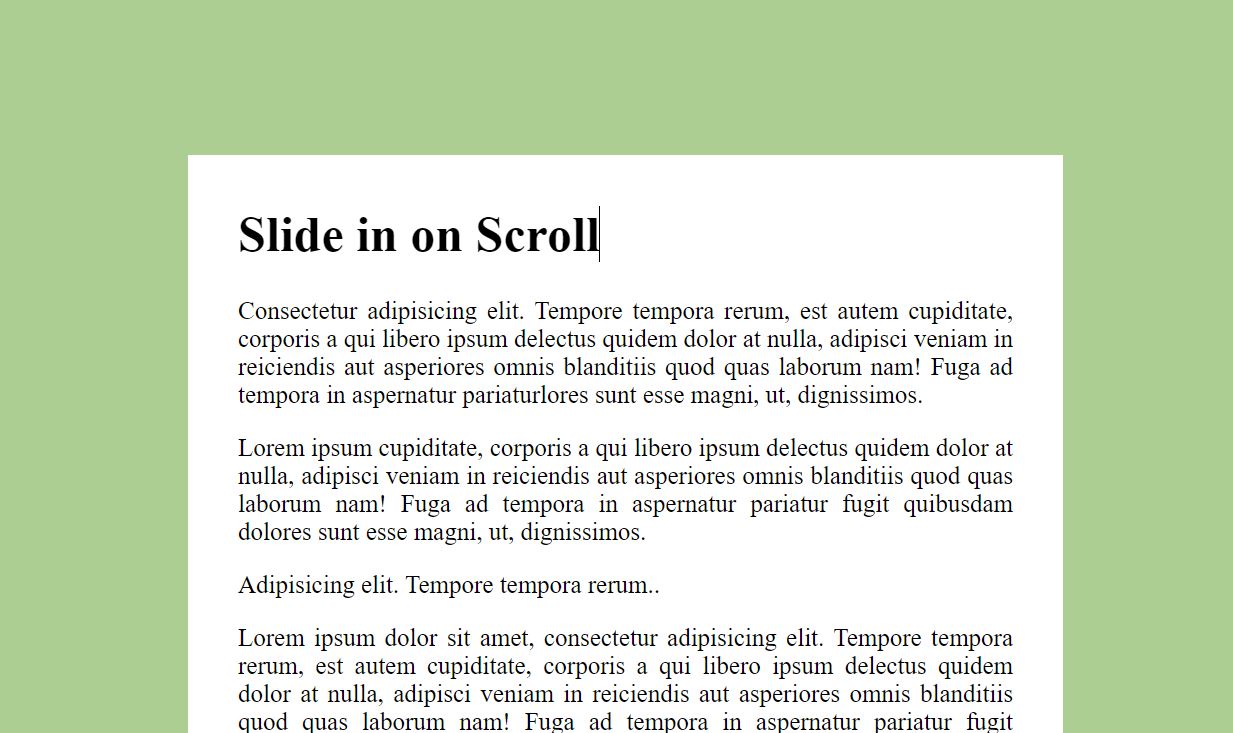 Slide in on Scroll
Consectetur adipisicing elit. Tempore tempora rerum, est autem cupiditate,
corporis a qui libero ipsum delectus quidem dolor at nulla, adipisci veniam in
reiciendis aut asperiores omnis blanditiis quod quas laborum nam! Fuga ad
tempora in aspernatur pariaturlores sunt esse magni, ut, dignissimos.
Lorem ipsum cupiditate, corporis a qui libero ipsum delectus quidem dolor at
nulla, adipisci veniam in reiciendis aut asperiores omnis blanditiis quod quas
laborum nam! Fuga ad tempora in aspernatur pariatur fugit quibusdam
dolores sunt esse magni, ut, dignissimos.
Adipisicing elit. Tempore tempora rerum..
Lorem ipsum dolor sit amet, consectetur adipisicing elit. Tempore tempora
rerum, est autem cupiditate, corporis a qui libero ipsum delectus quidem
dolor at nulla, adipisci veniam in reiciendis aut asperiores omnis blanditiis
quod quas laborum nam! Fuga ad tempora in aspernatur pariatur fugit